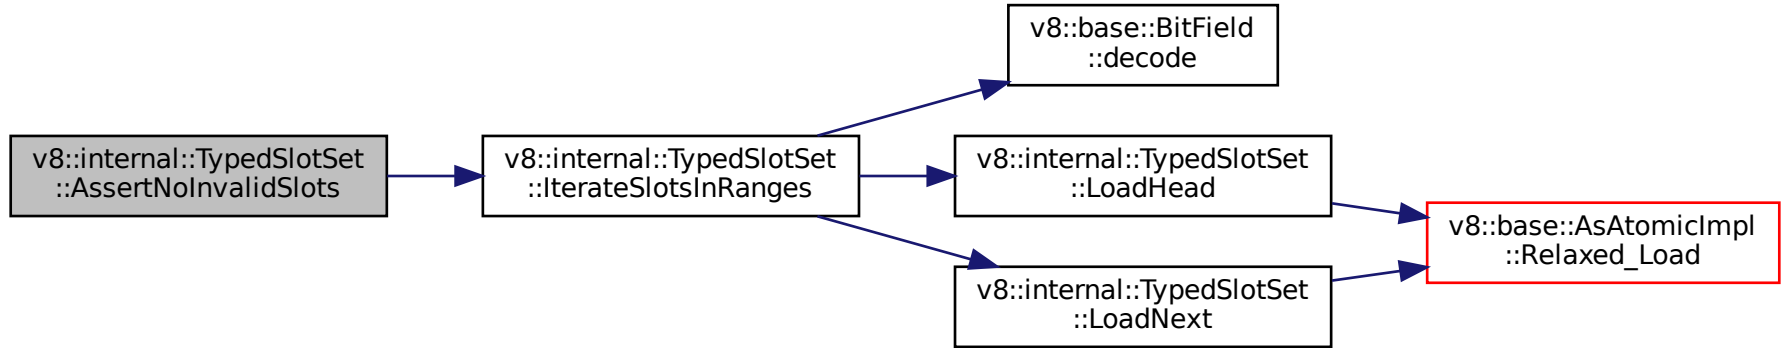 v8::internal::TypedSlotSet
::AssertNoInvalidSlots
v8::internal::TypedSlotSet
::IterateSlotsInRanges
v8::base::BitField
::decode
v8::internal::TypedSlotSet
::LoadHead
v8::internal::TypedSlotSet
::LoadNext
v8::base::AsAtomicImpl
::Relaxed_Load